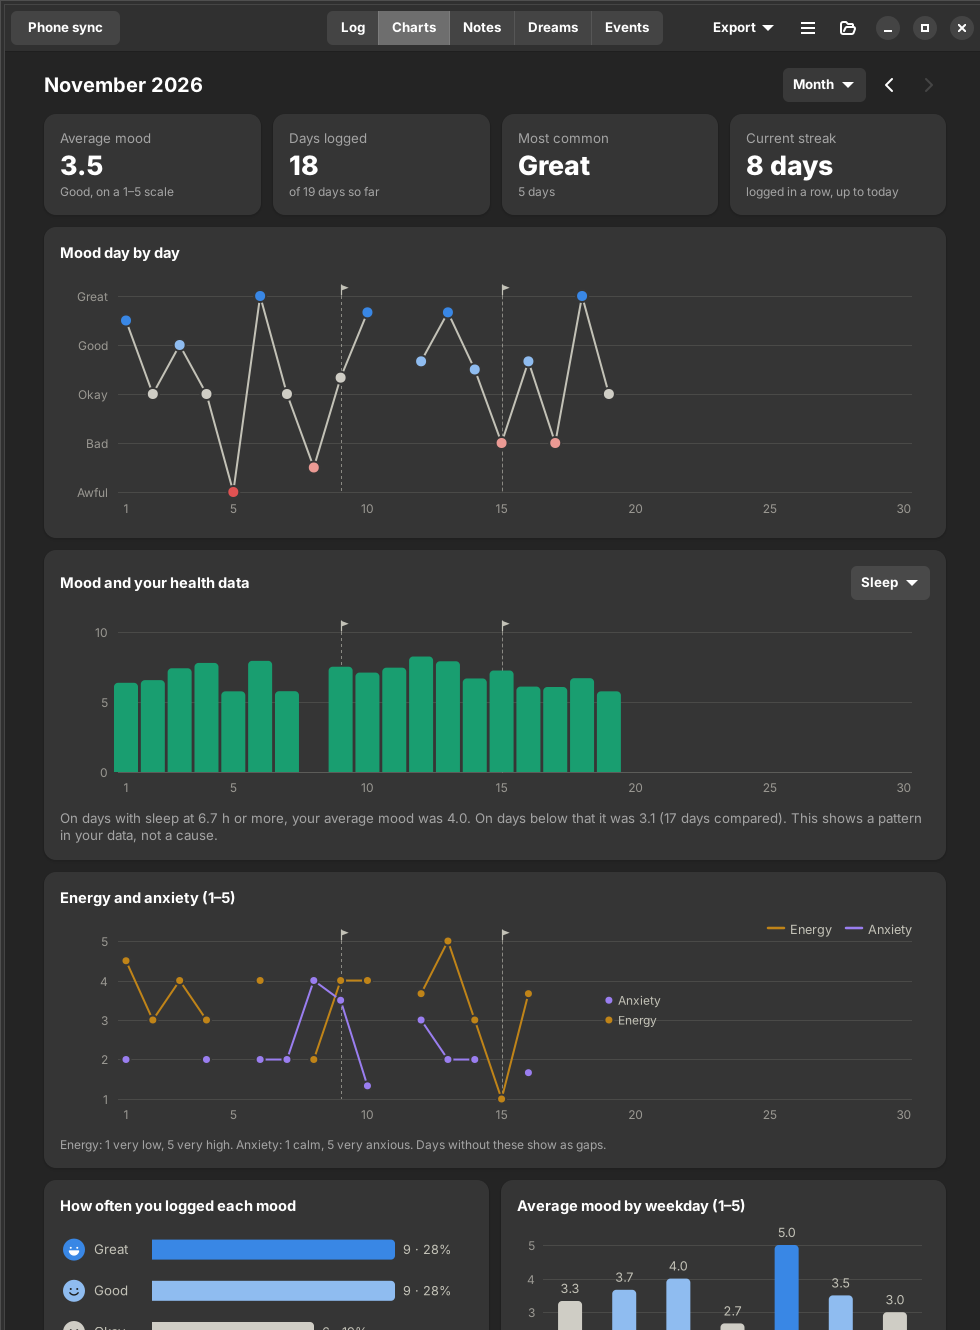 Phone sync
Log Charts Notes Dreams Events
Export
November 2026
Month
Average mood
3.5
Good, on a 1–5 scale
Days logged
18
of 19 days so far
Most common
Great
5 days
Current streak
8 days
logged in a row, up to today
Mood day by day
Great
Good
Okay
Bad
Awful
1 5 10 15 20 25 30
Mood and your health data
Sleep
10
5
0
1 5 10 15 20 25 30
On days with sleep at 6.7 h or more, your average mood was 4.0. On days below that it was 3.1 (17 days compared). This shows a pattern
in your data, not a cause.
Energy and anxiety (1–5)
Energy Anxiety
5
4
3
2
1
Anxiety
Energy
1 5 10 15 20 25 30
Energy: 1 very low, 5 very high. Anxiety: 1 calm, 5 very anxious. Days without these show as gaps.
How often you logged each mood
Great 9 · 28%
Good 9 · 28%
Average mood by weekday (1–5)
5
4
3
3.3 3.7 4.0 2.7 5.0 3.5 3.0